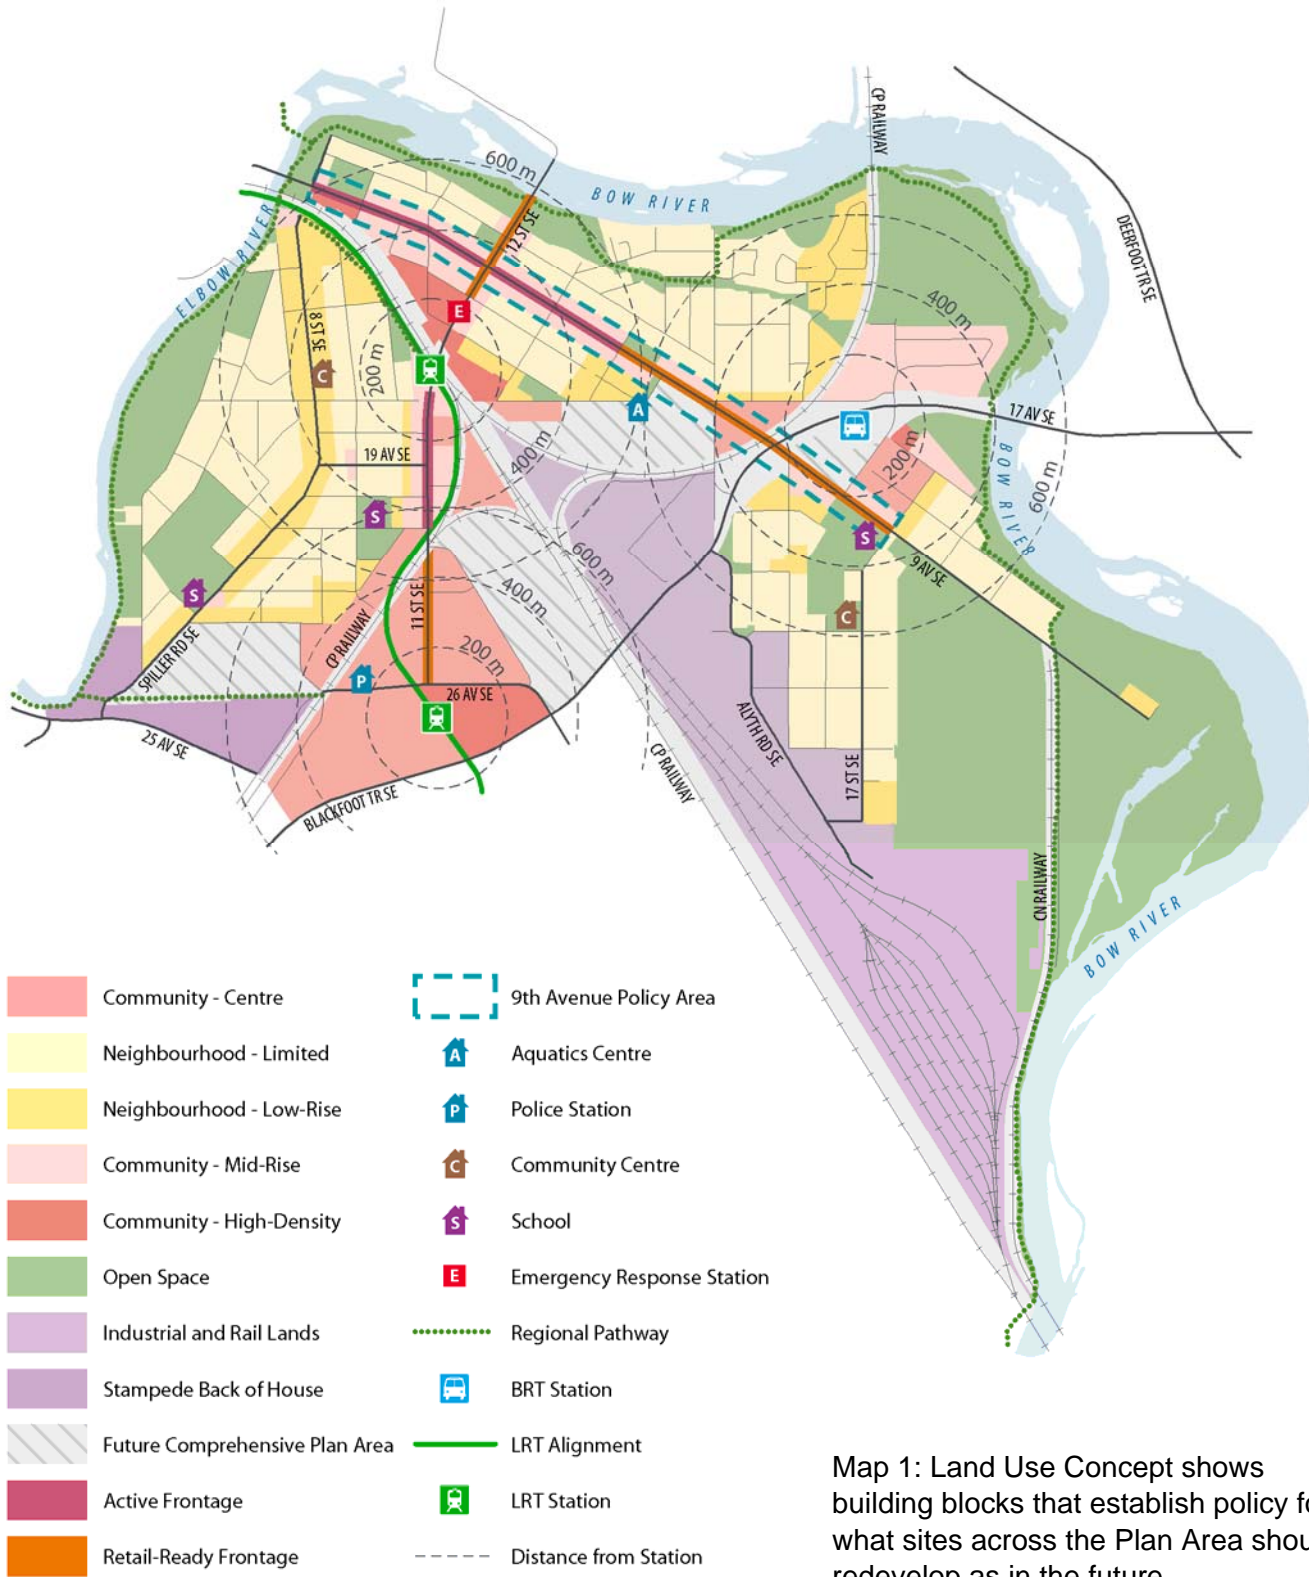 CP RAILWAY
600 m
BOW RIVER
12 ST SE
DEERFOOT TR SE
ELBOW RIVER
E
400 m
8 ST SE
200 m
C
A
17 AV SE
19 AV SE
400 m
200 m
BOW RIVER
600 m
S
S
9 AV SE
600 m
400 m
S
11 ST SE
C
SPILLER RD SE
CP RAILWAY
200 m
P
26 AV SE
25 AV SE
ALYTH RD SE
CP RAILWAY
17 ST SE
BLACKFOOT TR SE
CN RAILWAY
BOW RIVER
Community - Centre
Neighbourhood - Limited
Neighbourhood - Low-Rise
Community - Mid-Rise
Community - High-Density
Open Space
Industrial and Rail Lands
Stampede Back of House
Future Comprehensive Plan Area
Active Frontage
Retail-Ready Frontage
9th Avenue Policy Area
A Aquatics Centre
P Police Station
C Community Centre
S School
E Emergency Response Station
Regional Pathway
BRT Station
LRT Alignment
LRT Station
Distance from Station
Map 1: Land Use Concept shows
building blocks that establish policy fo
what sites across the Plan Area shou
redevelop as in the future